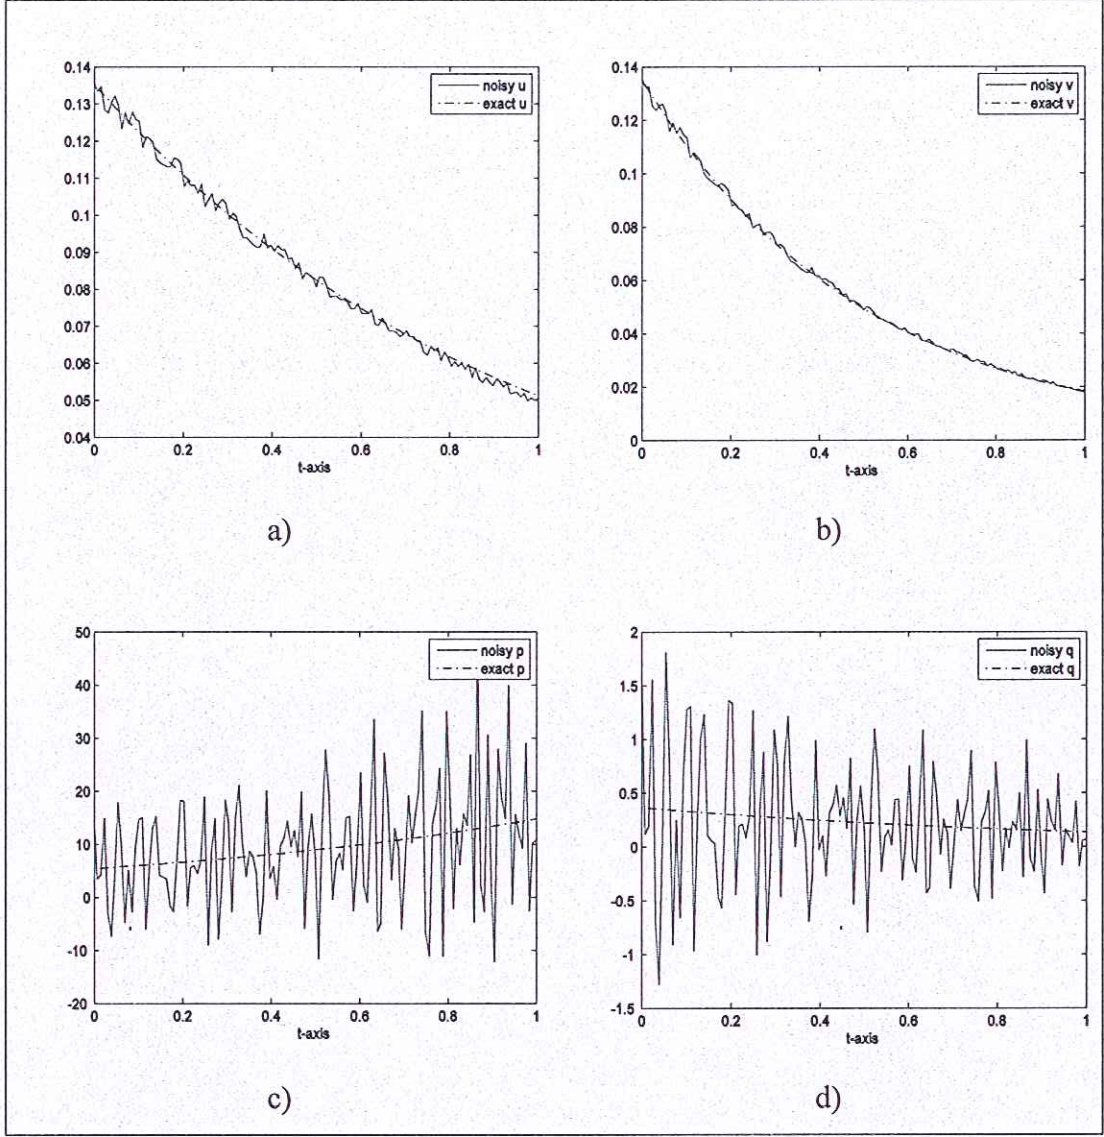 0.14
0.13
0.12
0.11
0.1
0.09
0.08
0.07
0.06
0.05
0.04
0 0.2 0.4 0.6 0.8 1
t-axis
noisy u
exact u
a)
0.14
0.12
0.1
0.08
0.06
0.04
0.02
0
0 0.2 0.4 0.6 0.8 1
t-axis
noisy v
exact v
b)
50
40
30
20
10
0
-10
-20
0 0.2 0.4 0.6 0.8 1
t-axis
noisy p
exact p
c)
2
1.5
1
0.5
0
-0.5
-1
-1.5
0 0.2 0.4 0.6 0.8 1
t-axis
noisy q
exact q
d)